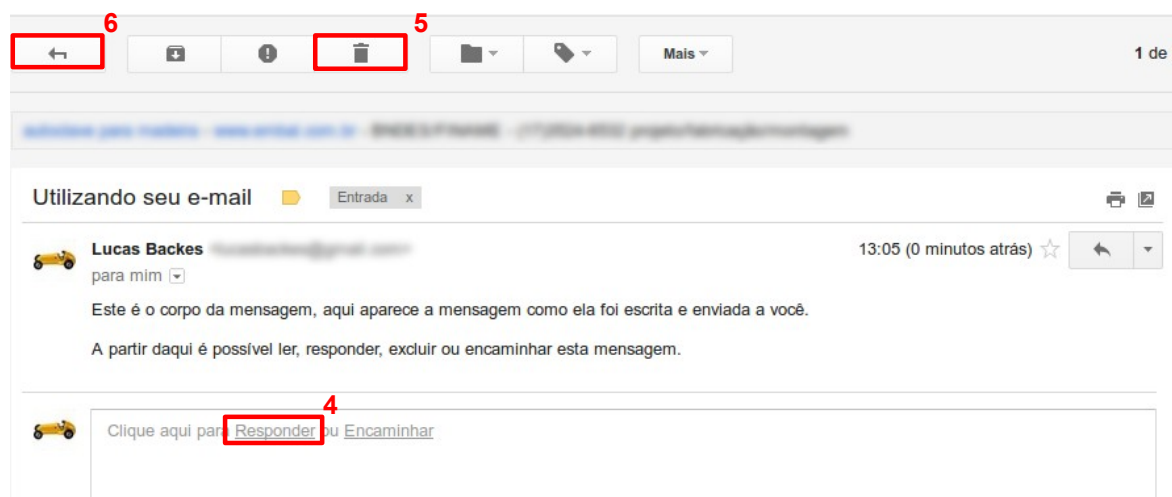 6
5
Mais
1 de
Utilizando seu e-mail
Entrada x
Lucas Backes
13:05 (0 minutos atrás)
para mim
Este é o corpo da mensagem, aqui aparece a mensagem como ela foi escrita e enviada a você.
A partir daqui é possível ler, responder, excluir ou encaminhar esta mensagem.
4
Clique aqui para Responder ou Encaminhar